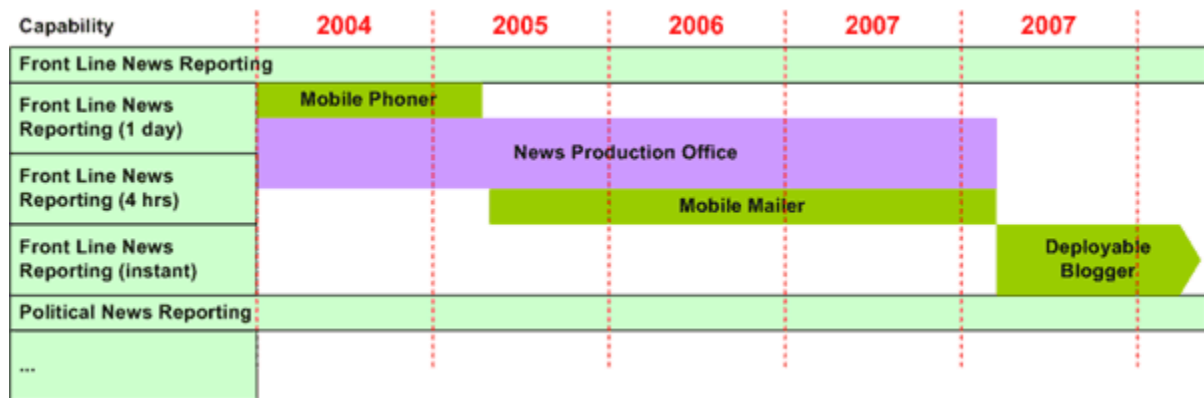 Capability 2004 2005 2006 2007 2007
Front Line News Reporting
Front Line News
Reporting (1 day)
Mobile Phoner
News Production Office
Front Line News
Reporting (4 hrs)
Mobile Mailer
Front Line News
Reporting (instant)
Deployable
Blogger
Political News Reporting
...